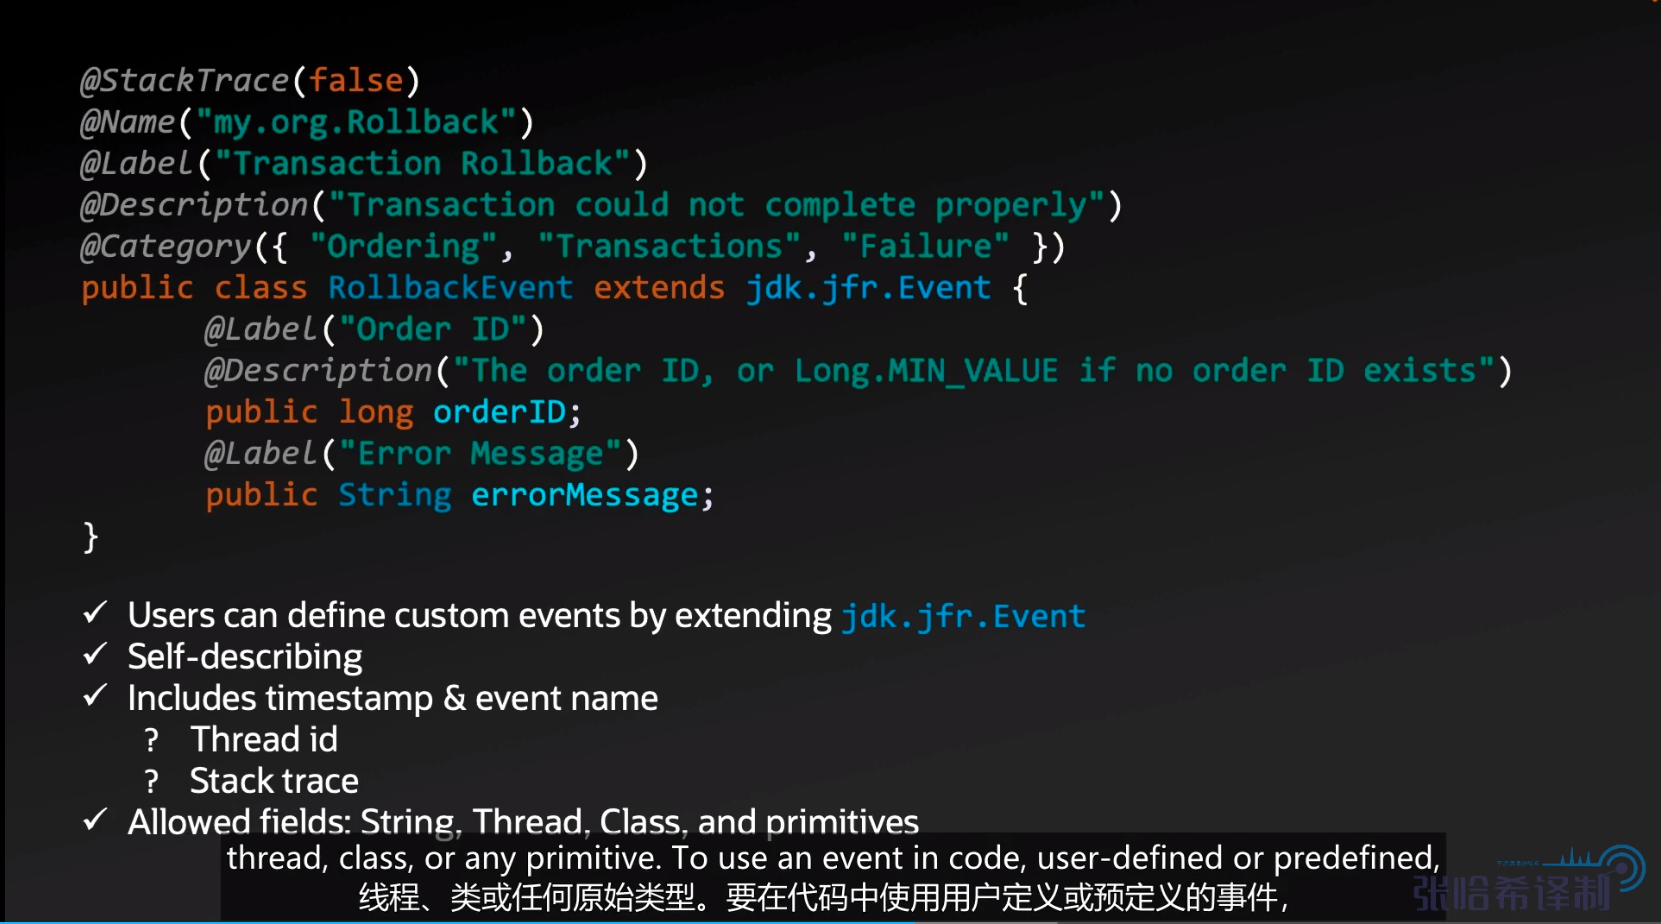 @StackTrace(false)
@Name("my.org.Rollback")
@Label("Transaction Rollback")
@Description("Transaction could not complete properly")
@Category({ "Ordering", "Transactions", "Failure" })
public class RollbackEvent extends jdk.jfr.Event {
@Label("Order ID")
@Description("The order ID, or Long.MIN_VALUE if no order ID exists")
public long orderID;
@Label("Error Message")
public String errorMessage;
}
✓ Users can define custom events by extending jdk.jfr.Event
✓ Self-describing
✓ Includes timestamp & event name
? Thread id
? Stack trace
✓ Allowed fields: String, Thread, Class, and primitives
thread, class, or any primitive. To use an event in code, user-defined or predefined,
线程、类或任何原始类型。要在代码中使用用户定义或预定义的事件，
张哈希译制